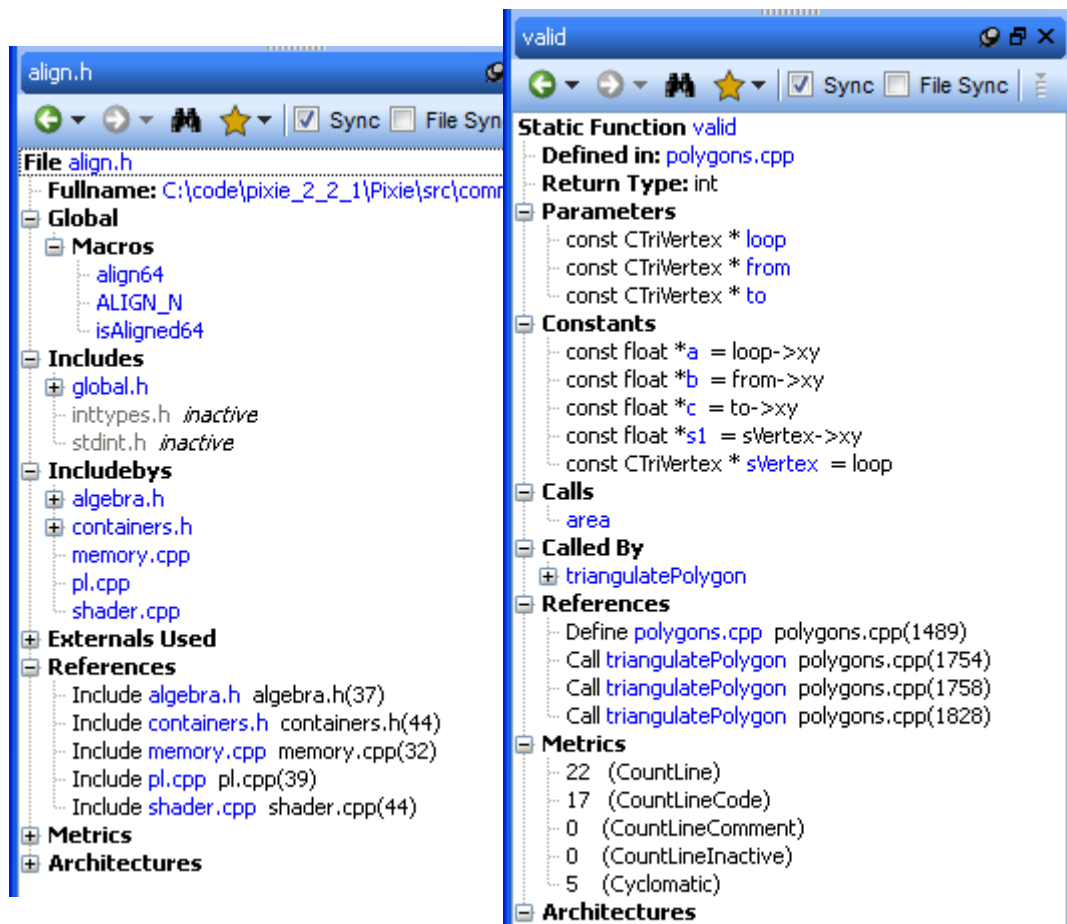 align.h
Sync File Syn
File align.h
Fullname: C:\code\pixie_2_2_1\Pixie\src\comm
Global
Macros
align64
ALIGN_N
isAligned64
Includes
global.h
inttypes.h inactive
stdint.h inactive
Includebys
algebra.h
containers.h
memory.cpp
pl.cpp
shader.cpp
Externals Used
References
Include algebra.h algebra.h(37)
Include containers.h containers.h(44)
Include memory.cpp memory.cpp(32)
Include pl.cpp pl.cpp(39)
Include shader.cpp shader.cpp(44)
Metrics
Architectures
valid
Sync File Sync
Static Function valid
Defined in: polygons.cpp
Return Type: int
Parameters
const CTriVertex * loop
const CTriVertex * from
const CTriVertex * to
Constants
const float *a = loop->xy
const float *b = from->xy
const float *c = to->xy
const float *s1 = sVertex->xy
const CTriVertex * sVertex = loop
Calls
area
Called By
triangulatePolygon
References
Define polygons.cpp polygons.cpp(1489)
Call triangulatePolygon polygons.cpp(1754)
Call triangulatePolygon polygons.cpp(1758)
Call triangulatePolygon polygons.cpp(1828)
Metrics
22 (CountLine)
17 (CountLineCode)
0 (CountLineComment)
0 (CountLineInactive)
5 (Cyclomatic)
Architectures